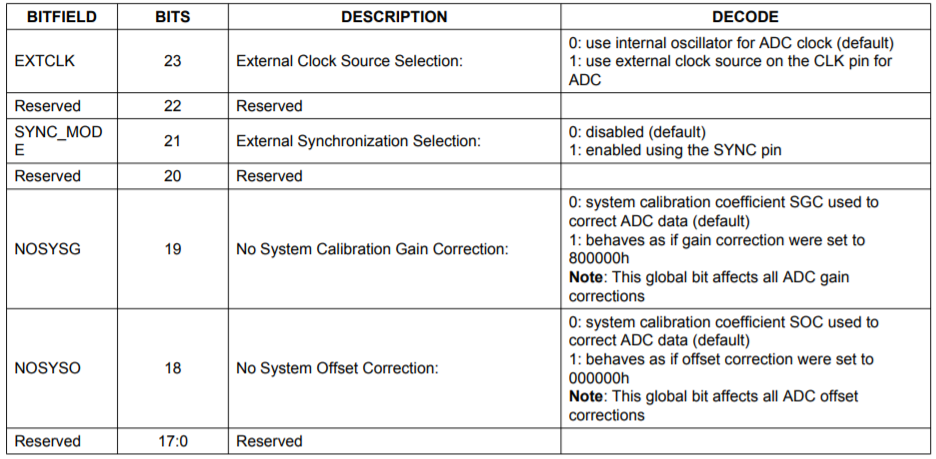 BITFIELD BITS DESCRIPTION DECODE
EXTCLK 23 External Clock Source Selection: 0: use internal oscillator for ADC clock (default)
1: use external clock source on the CLK pin for
ADC
Reserved 22 Reserved
SYNC_MOD
E 21 External Synchronization Selection: 0: disabled (default)
1: enabled using the SYNC pin
Reserved 20 Reserved
NOSYSG 19 No System Calibration Gain Correction: 0: system calibration coefficient SGC used to
correct ADC data (default)
1: behaves as if gain correction were set to
800000h
Note: This global bit affects all ADC gain
corrections
NOSYSO 18 No System Offset Correction: 0: system calibration coefficient SOC used to
correct ADC data (default)
1: behaves as if offset correction were set to
000000h
Note: This global bit affects all ADC offset
corrections
Reserved 17:0 Reserved